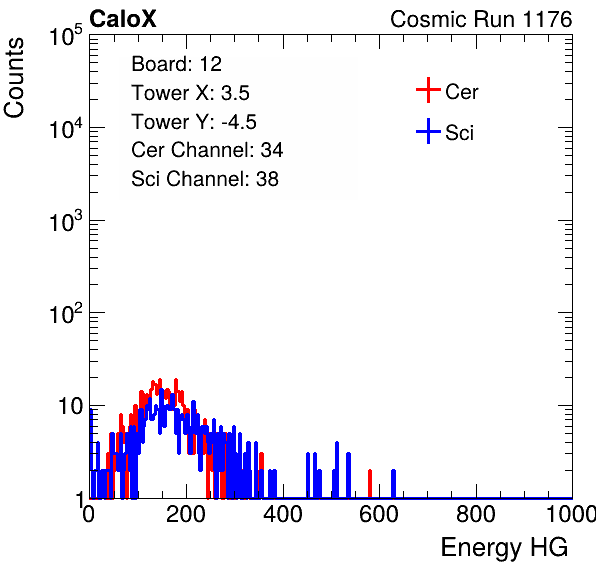 CaloX Cosmic Run 1176
Counts
10^5
10^4
10^3
10^2
10
1
Board: 12
Tower X: 3.5
Tower Y: -4.5
Cer Channel: 34
Sci Channel: 38
Cer
Sci
0 200 400 600 800 1000
Energy HG